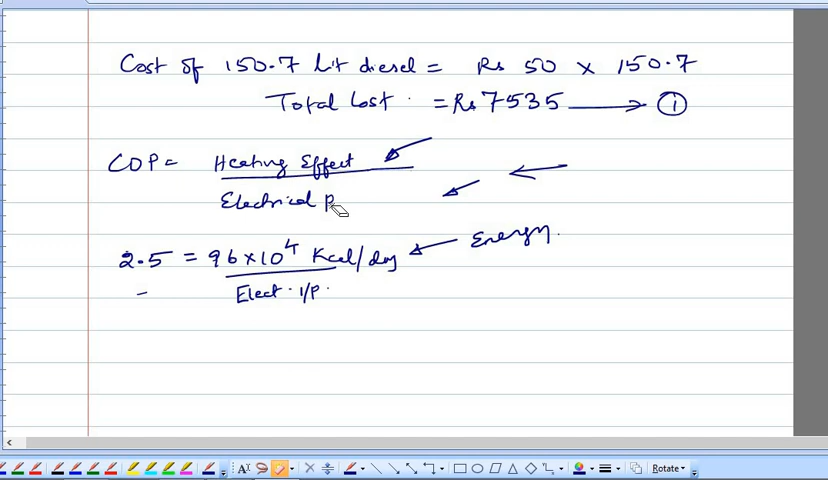 Cost of 150.7 Lit diesel = Rs 50 × 150.7
Total Cost = Rs 7535 → ①
COP = Heating Effect
Electrical P
2.5 = 96×10⁴ Kcal/day ← Energy.
Elect. I/P.
Rotate